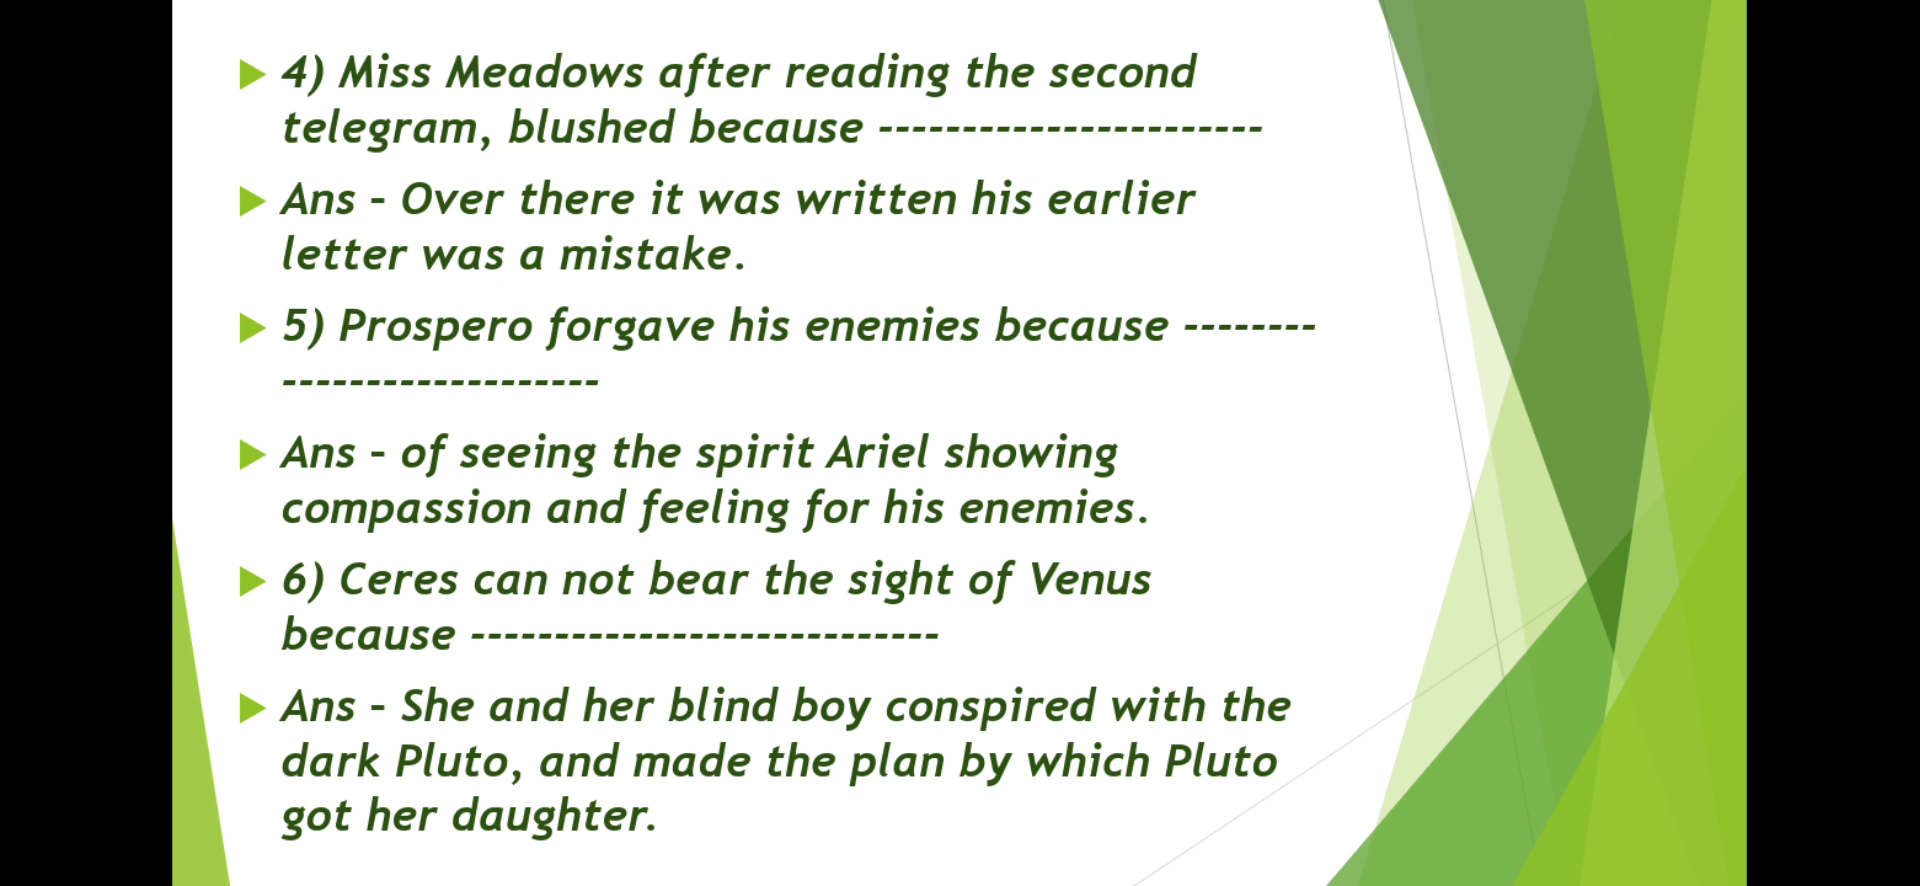 4) Miss Meadows after reading the second
telegram, blushed because -----------------------
Ans – Over there it was written his earlier
letter was a mistake.
5) Prospero forgave his enemies because --------
-------------------
Ans – of seeing the spirit Ariel showing
compassion and feeling for his enemies.
6) Ceres can not bear the sight of Venus
because ----------------------------
Ans – She and her blind boy conspired with the
dark Pluto, and made the plan by which Pluto
got her daughter.